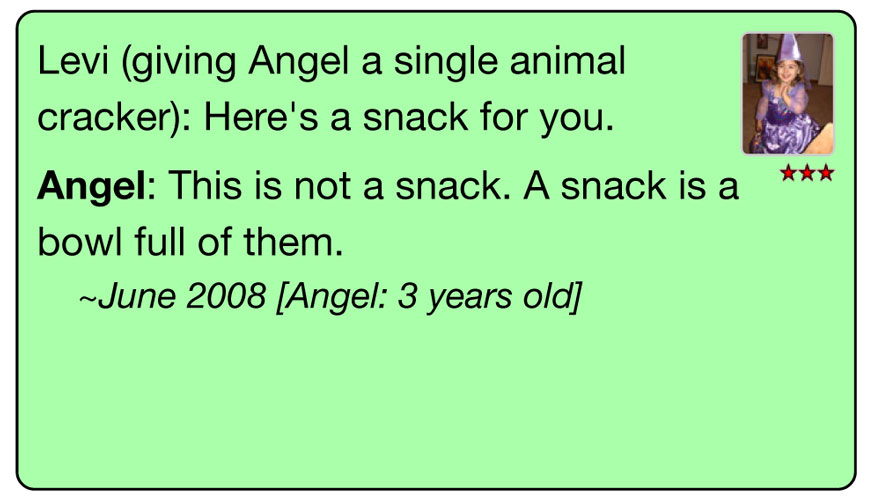 Levi (giving Angel a single animal
cracker): Here's a snack for you.
Angel: This is not a snack. A snack is a
bowl full of them.
~June 2008 [Angel: 3 years old]